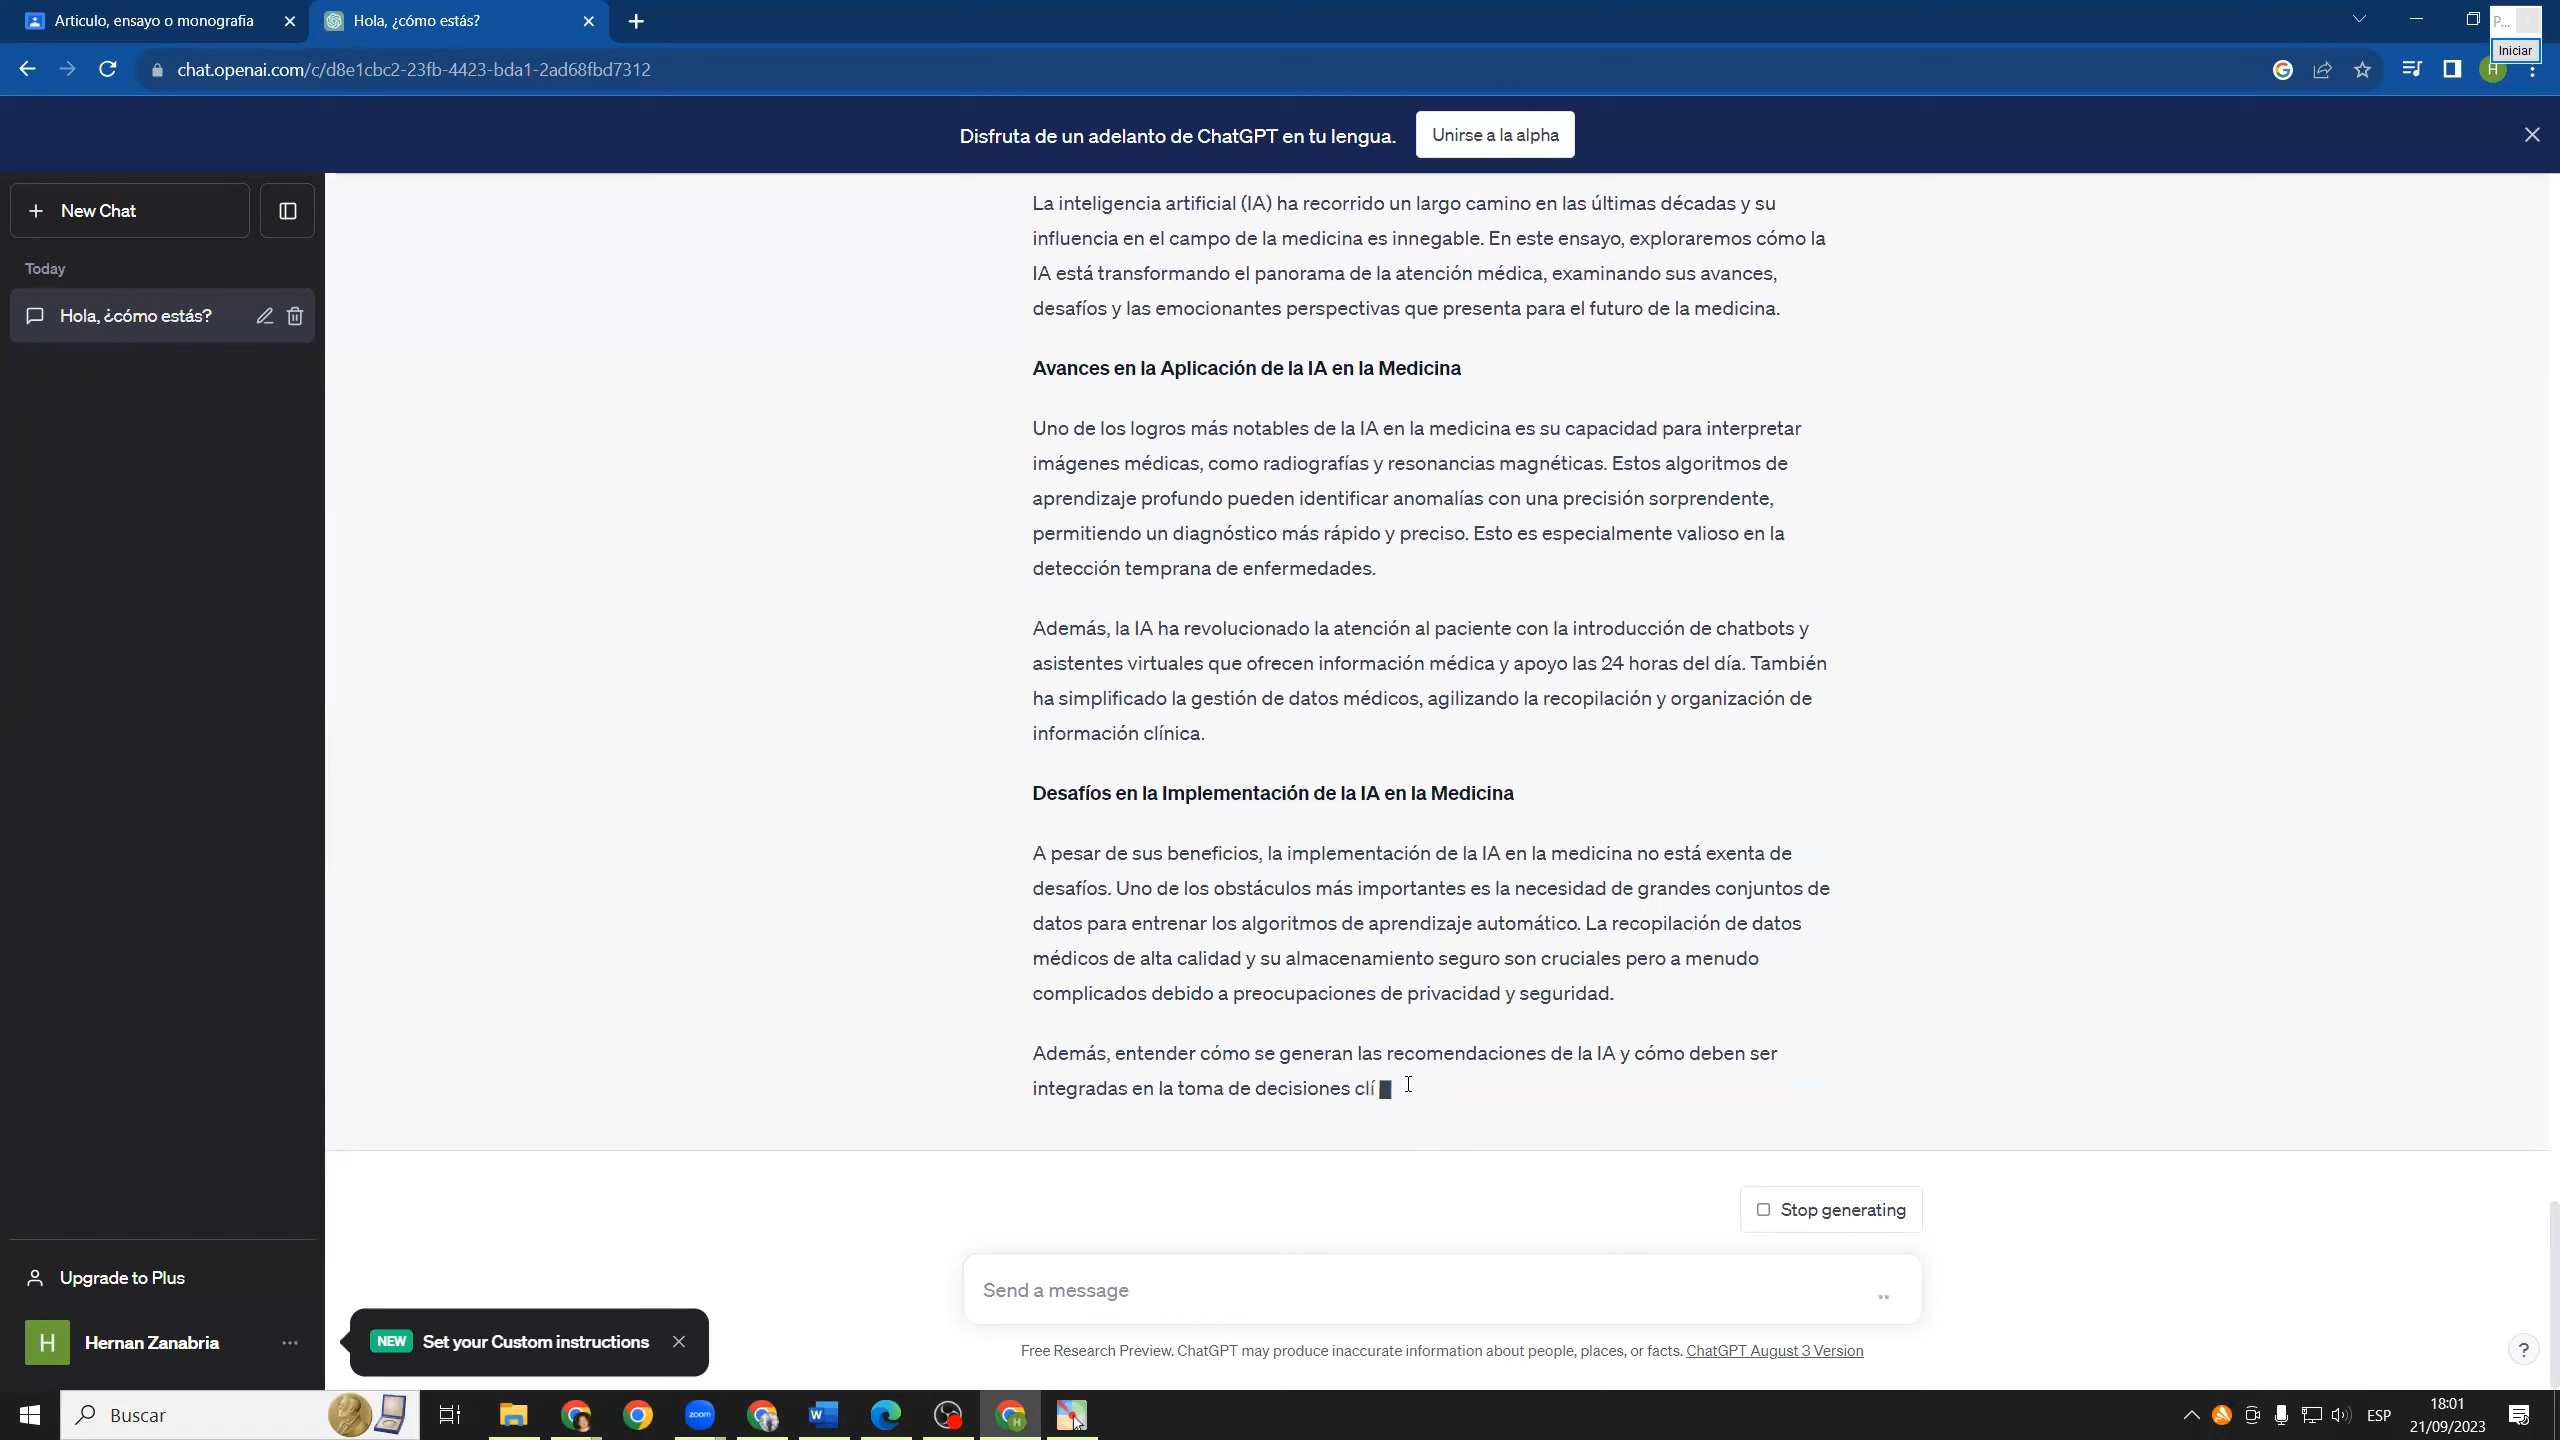 Articulo, ensayo o monografia
Hola, ¿cómo estás?
P...
Iniciar
chat.openai.com/c/d8e1cbc2-23fb-4423-bda1-2ad68fbd7312
H
Disfruta de un adelanto de ChatGPT en tu lengua.
Unirse a la alpha
New Chat
Today
Hola, ¿cómo estás?
La inteligencia artificial (IA) ha recorrido un largo camino en las últimas décadas y su
influencia en el campo de la medicina es innegable. En este ensayo, exploraremos cómo la
IA está transformando el panorama de la atención médica, examinando sus avances,
desafíos y las emocionantes perspectivas que presenta para el futuro de la medicina.
Avances en la Aplicación de la IA en la Medicina
Uno de los logros más notables de la IA en la medicina es su capacidad para interpretar
imágenes médicas, como radiografías y resonancias magnéticas. Estos algoritmos de
aprendizaje profundo pueden identificar anomalías con una precisión sorprendente,
permitiendo un diagnóstico más rápido y preciso. Esto es especialmente valioso en la
detección temprana de enfermedades.
Además, la IA ha revolucionado la atención al paciente con la introducción de chatbots y
asistentes virtuales que ofrecen información médica y apoyo las 24 horas del día. También
ha simplificado la gestión de datos médicos, agilizando la recopilación y organización de
información clínica.
Desafíos en la Implementación de la IA en la Medicina
A pesar de sus beneficios, la implementación de la IA en la medicina no está exenta de
desafíos. Uno de los obstáculos más importantes es la necesidad de grandes conjuntos de
datos para entrenar los algoritmos de aprendizaje automático. La recopilación de datos
médicos de alta calidad y su almacenamiento seguro son cruciales pero a menudo
complicados debido a preocupaciones de privacidad y seguridad.
Además, entender cómo se generan las recomendaciones de la IA y cómo deben ser
integradas en la toma de decisiones clí
Stop generating
Send a message
Free Research Preview. ChatGPT may produce inaccurate information about people, places, or facts. ChatGPT August 3 Version
?
Upgrade to Plus
H Hernan Zanabria
NEW Set your Custom instructions
Buscar
zoom
W
H
ESP
18:01
21/09/2023